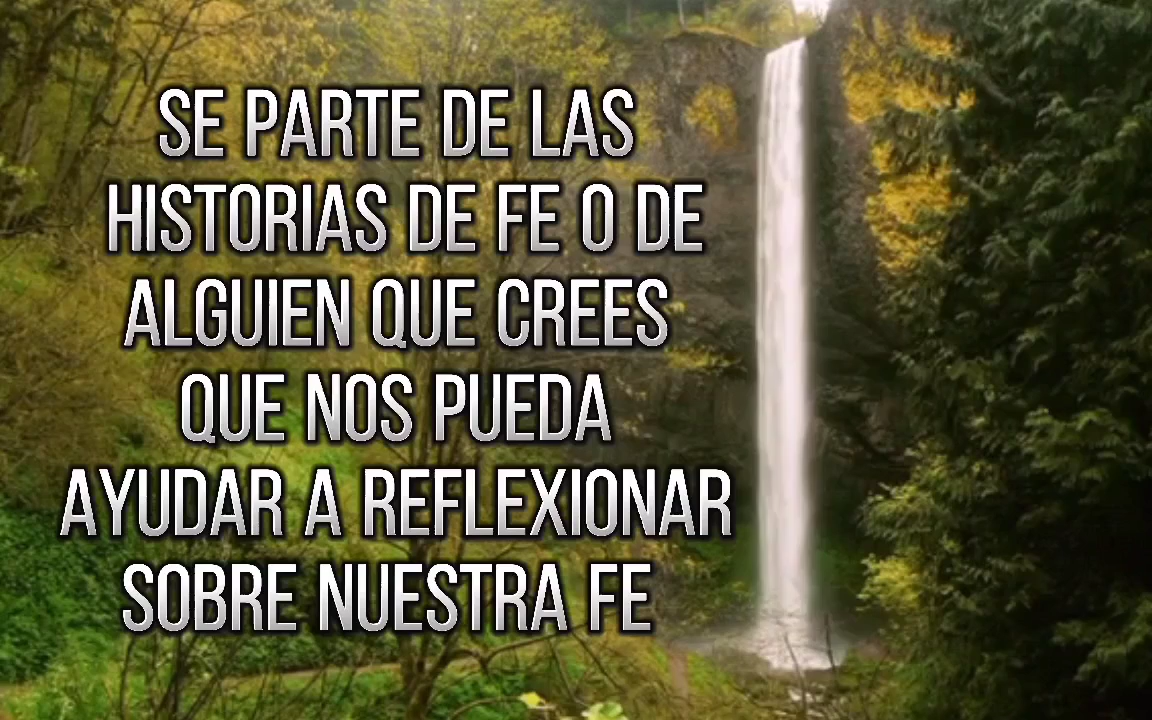 SE PARTE DE LAS
HISTORIAS DE FE O DE
ALGUIEN QUE CREES
QUE NOS PUEDA
AYUDAR A REFLEXIONAR
SOBRE NUESTRA FE